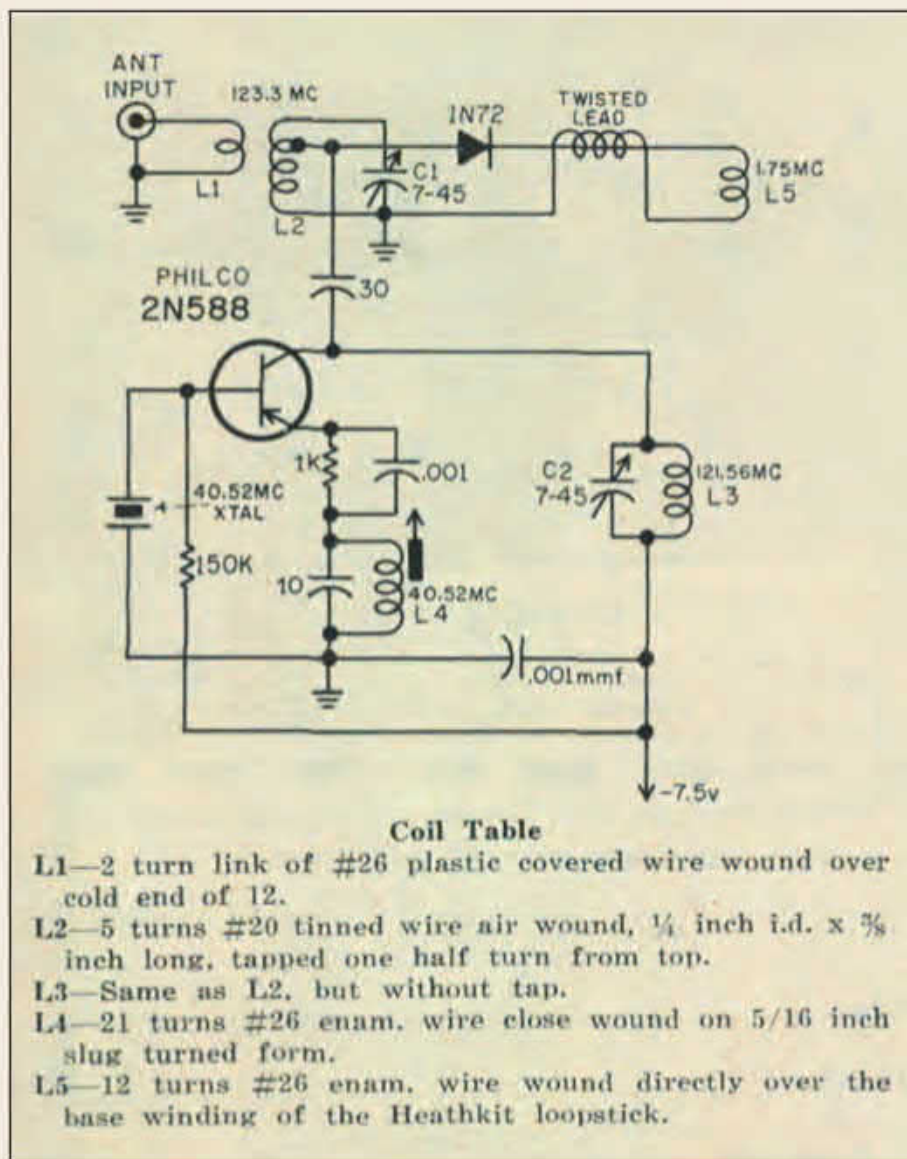 ANT
INPUT
123.3 MC
1N72
TWISTED
LEAD
L1
L2
C1
7-45
1.75MC
L5
PHILCO
2N588
30
1K
.001
C2
7-45
121.56MC
L3
40.52MC
XTAL
150K
10
40.52MC
L4
.001mmf
-7.5v
Coil Table
L1—2 turn link of #26 plastic covered wire wound over
cold end of 12.
L2—5 turns #20 tinned wire air wound, ¼ inch i.d. x ⅜
inch long, tapped one half turn from top.
L3—Same as L2, but without tap.
L4—21 turns #26 enam. wire close wound on 5/16 inch
slug turned form.
L5—12 turns #26 enam. wire wound directly over the
base winding of the Heathkit loopstick.